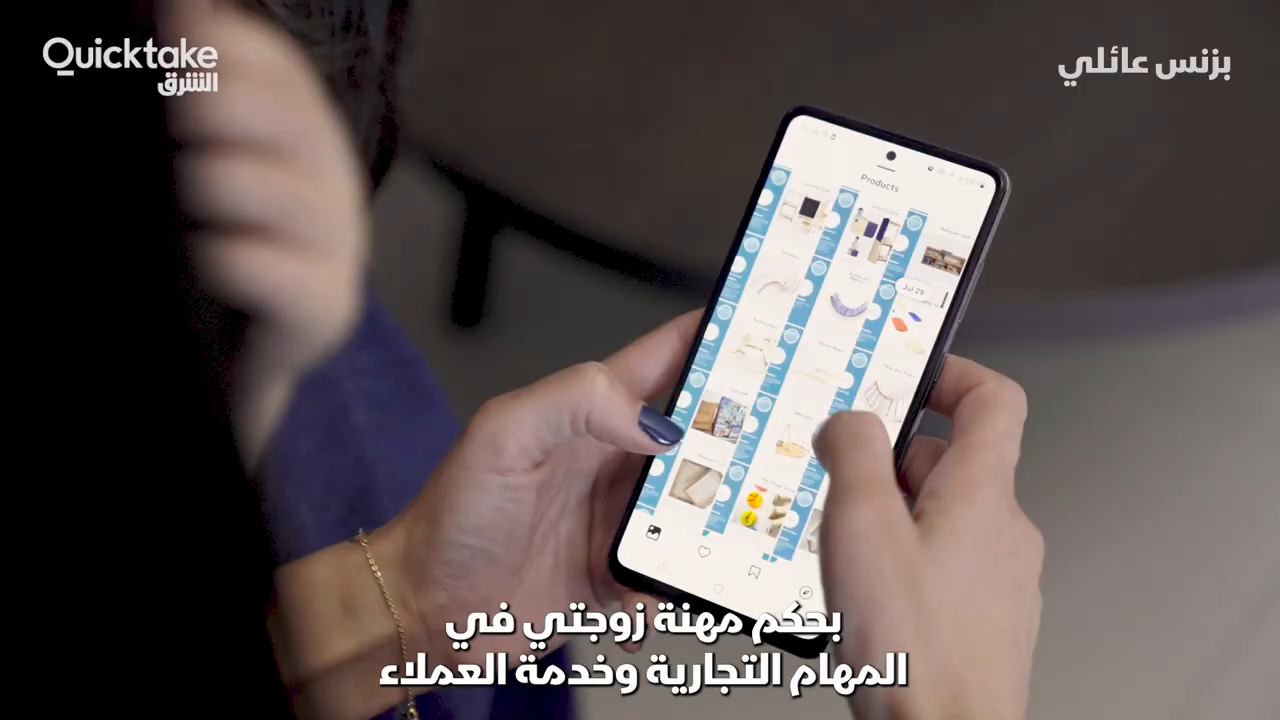 Quicktake
الشرق
بزنس عائلي
Products
Jul 29
بحكم مهنة زوجتي في
المهام التجارية وخدمة العملاء